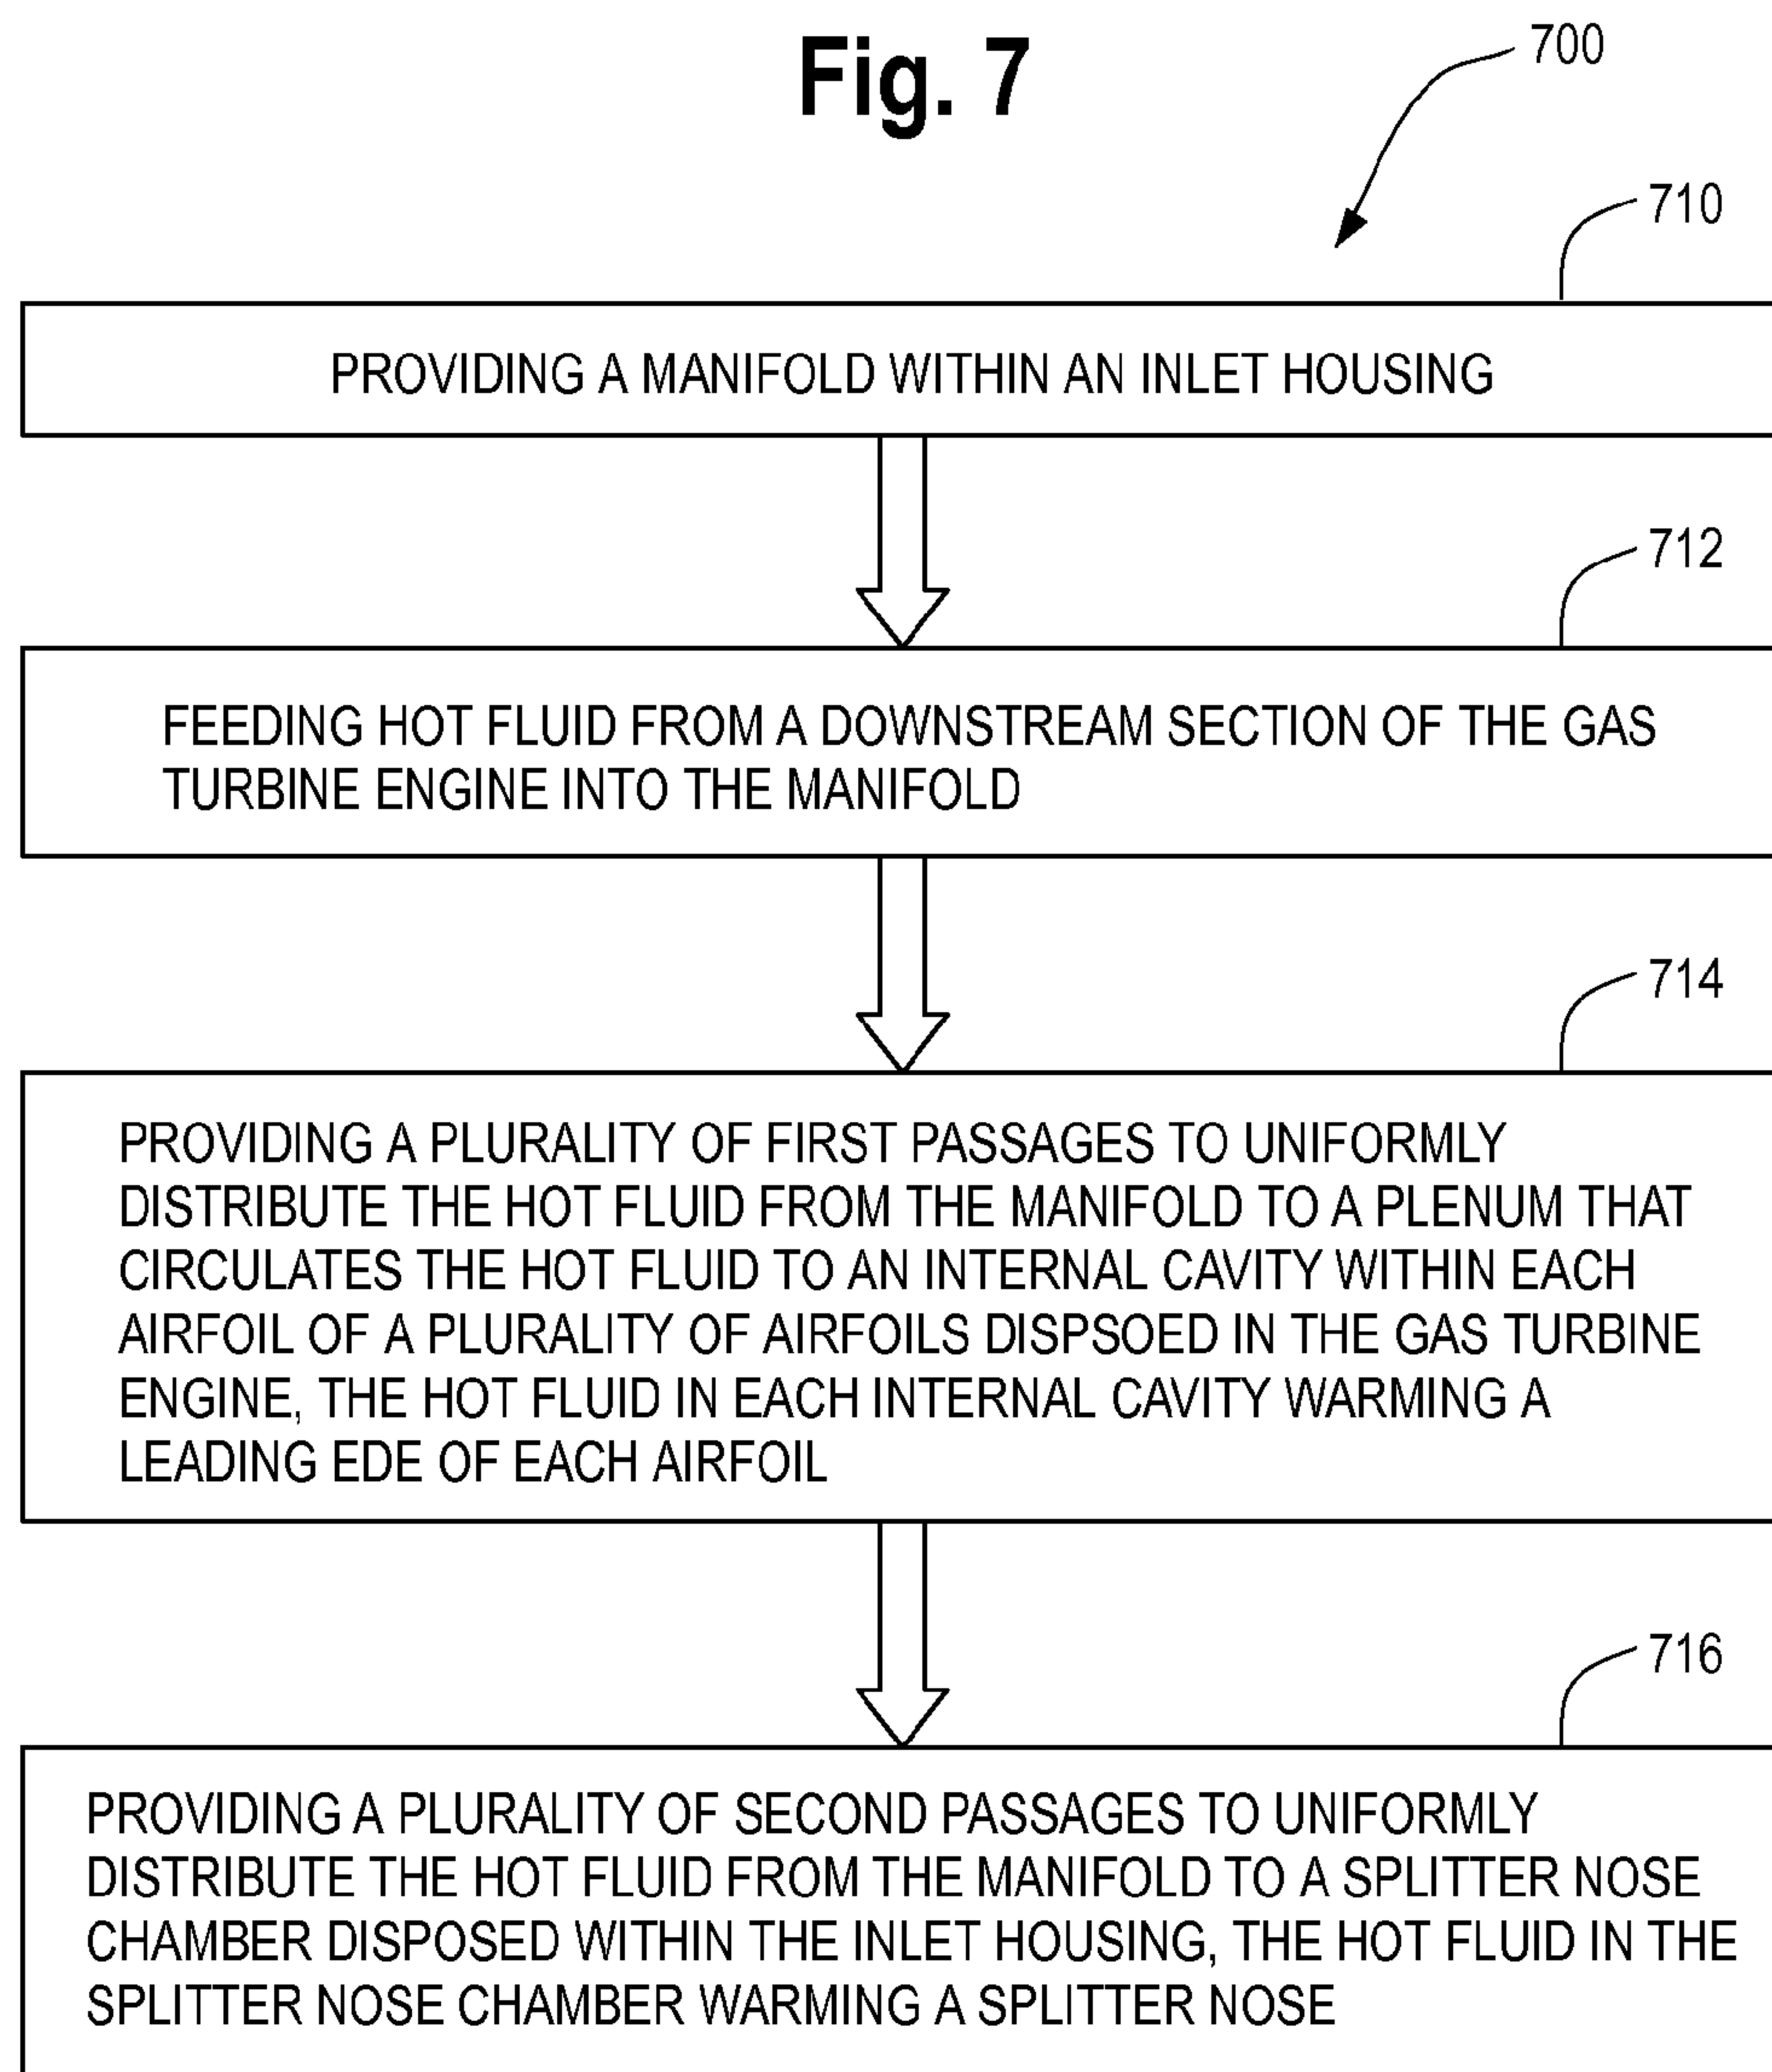 Fig. 7
700
710
PROVIDING A MANIFOLD WITHIN AN INLET HOUSING
712
FEEDING HOT FLUID FROM A DOWNSTREAM SECTION OF THE GAS
TURBINE ENGINE INTO THE MANIFOLD
714
PROVIDING A PLURALITY OF FIRST PASSAGES TO UNIFORMLY
DISTRIBUTE THE HOT FLUID FROM THE MANIFOLD TO A PLENUM THAT
CIRCULATES THE HOT FLUID TO AN INTERNAL CAVITY WITHIN EACH
AIRFOIL OF A PLURALITY OF AIRFOILS DISPSOED IN THE GAS TURBINE
ENGINE, THE HOT FLUID IN EACH INTERNAL CAVITY WARMING A
LEADING EDE OF EACH AIRFOIL
716
PROVIDING A PLURALITY OF SECOND PASSAGES TO UNIFORMLY
DISTRIBUTE THE HOT FLUID FROM THE MANIFOLD TO A SPLITTER NOSE
CHAMBER DISPOSED WITHIN THE INLET HOUSING, THE HOT FLUID IN THE
SPLITTER NOSE CHAMBER WARMING A SPLITTER NOSE